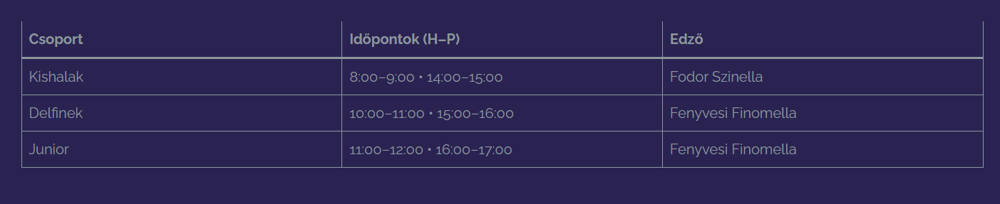 Csoport Időpontok (H–P) Edző
Kishalak 8:00–9:00 • 14:00–15:00 Fodor Szinella
Delfinek 10:00–11:00 • 15:00–16:00 Fenyvesi Finomella
Junior 11:00–12:00 • 16:00–17:00 Fenyvesi Finomella